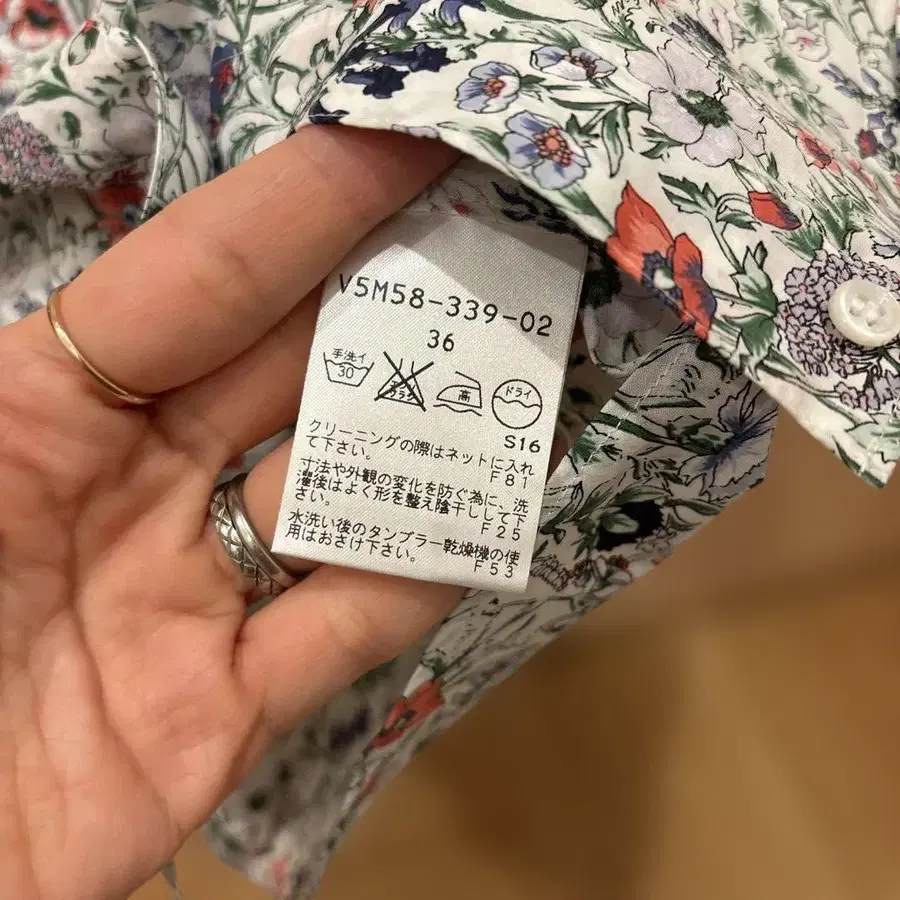 V5M58-339-02
36
手洗イ
30
高
ドライ
S16
クリーニングの際はネットに入れ
て下さい。
F81
寸法や外観の変化を防ぐ為に、洗
濯後はよく形を整え陰干しして下
さい。
F25
水洗い後のタンブラー乾燥機の使
用はおさけ下さい。
F53